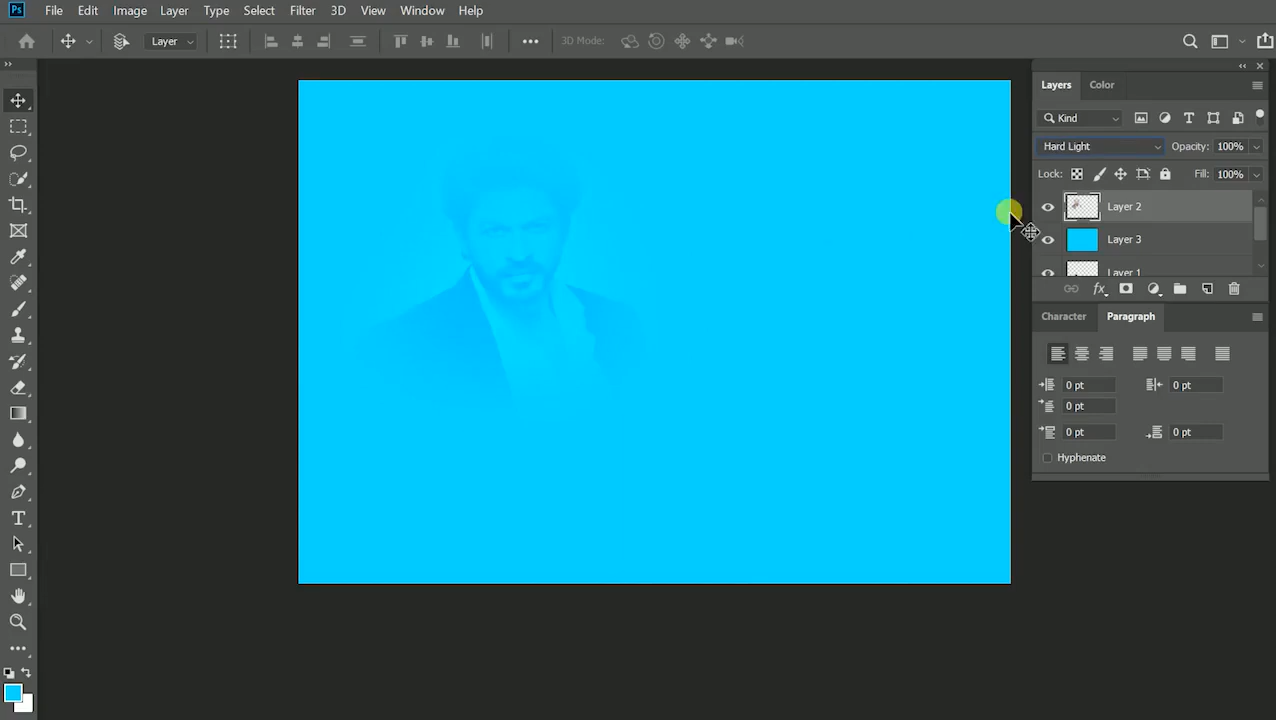 Ps File Edit Image Layer Type Select Filter 3D View Window Help
Layer 3D Mode:
Layers Color
Kind
Hard Light Opacity: 100%
Lock: Fill: 100%
Layer 2
Layer 3
Layer 1
fx
Character Paragraph
0 pt 0 pt
0 pt
0 pt 0 pt
Hyphenate